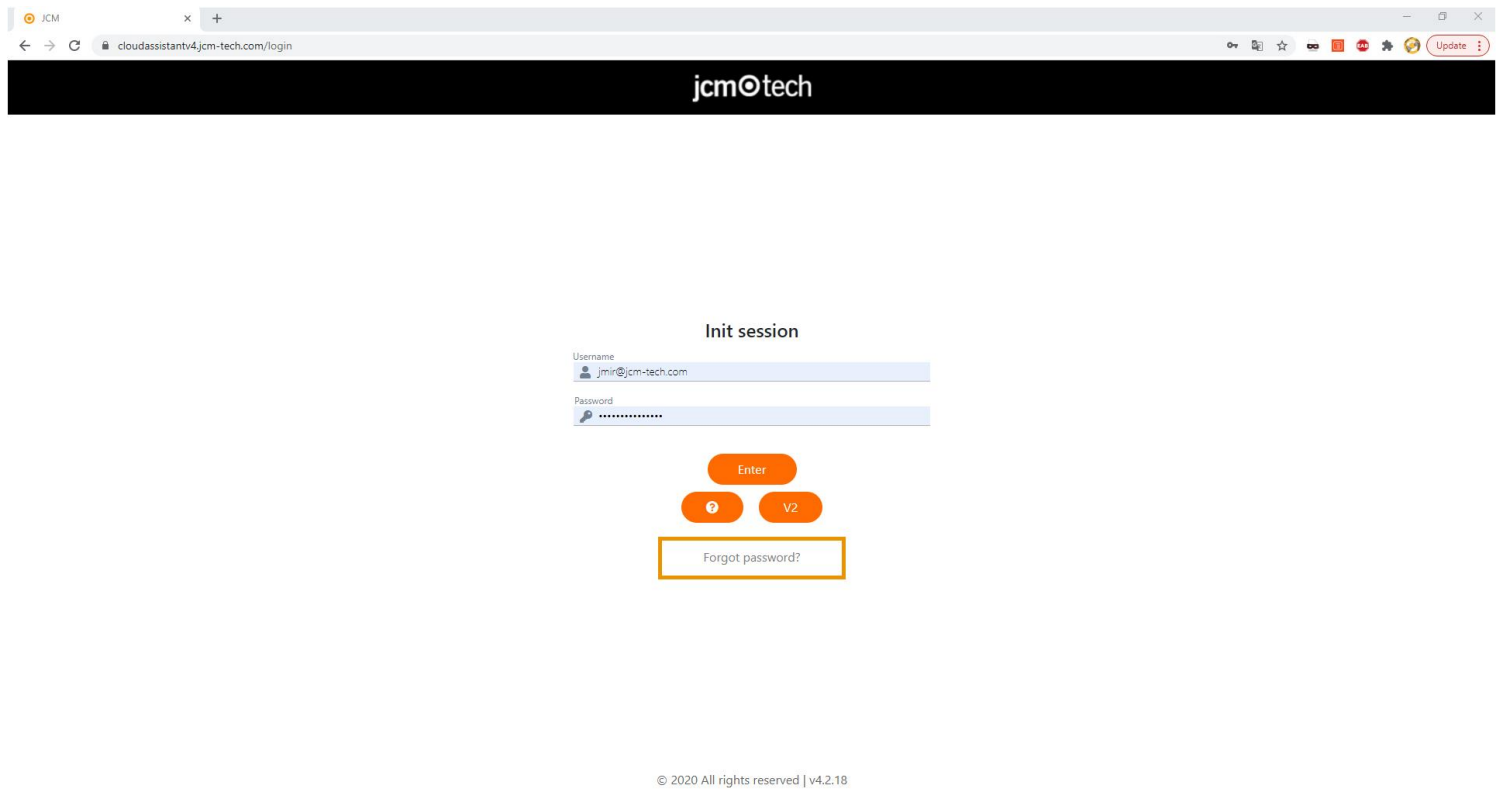 JCM
cloudassistantv4.jcm-tech.com/login
Update
jcm tech
Init session
Username
jmir@jcm-tech.com
Password
•••••••••••••••
Enter
? V2
Forgot password?
© 2020 All rights reserved | v4.2.18